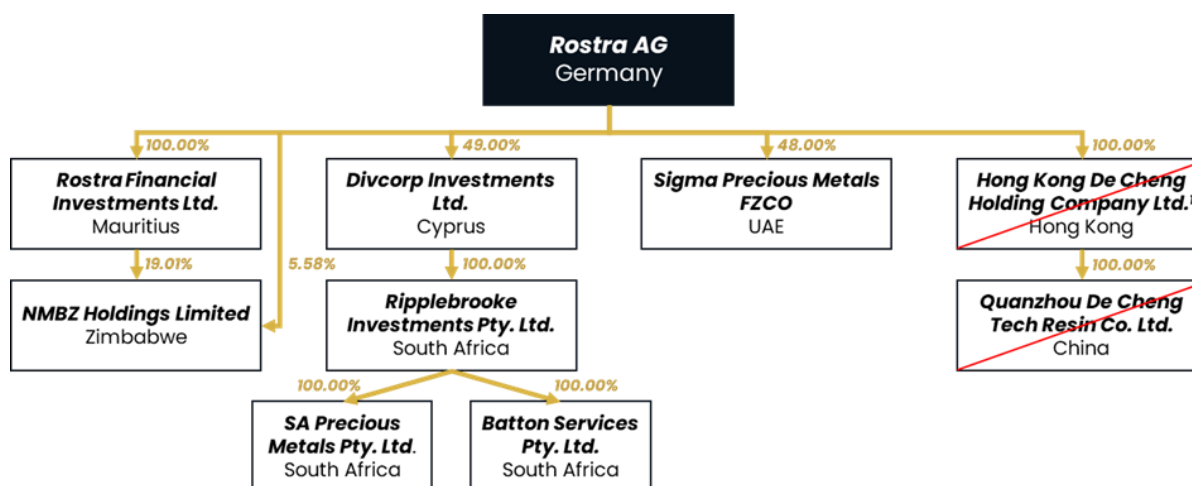 Rostra AG
Germany
100.00%
49.00%
48.00%
100.00%
Rostra Financial
Investments Ltd.
Mauritius
Divcorp Investments
Ltd.
Cyprus
Sigma Precious Metals
FZCO
UAE
Hong Kong De Cheng
Holding Company Ltd.¹
Hong Kong
19.01%
5.58%
100.00%
100.00%
NMBZ Holdings Limited
Zimbabwe
Ripplebrooke
Investments Pty. Ltd.
South Africa
Quanzhou De Cheng
Tech Resin Co. Ltd.
China
100.00%
100.00%
SA Precious
Metals Pty. Ltd.
South Africa
Batton Services
Pty. Ltd.
South Africa